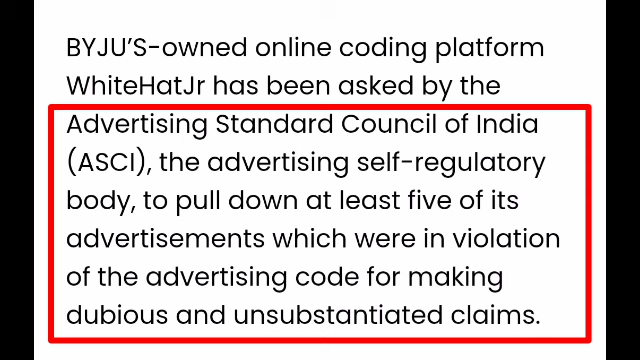 BYJU’S-owned online coding platform
WhiteHatJr has been asked by the
Advertising Standard Council of India
(ASCI), the advertising self-regulatory
body, to pull down at least five of its
advertisements which were in violation
of the advertising code for making
dubious and unsubstantiated claims.